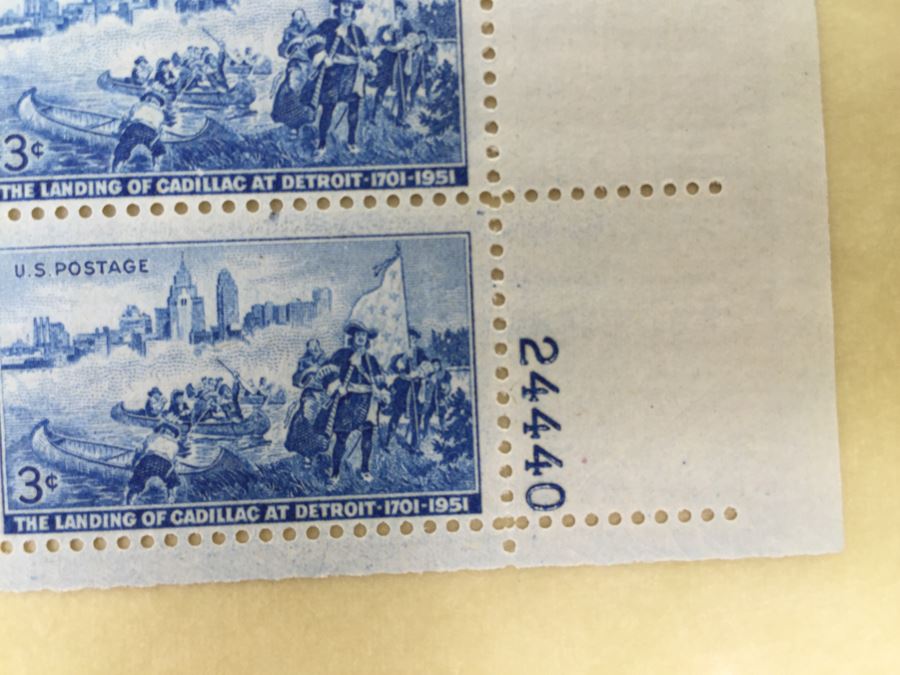 3¢
THE LANDING OF CADILLAC AT DETROIT·1701-1951
U.S. POSTAGE
3¢
THE LANDING OF CADILLAC AT DETROIT·1701-1951
24440